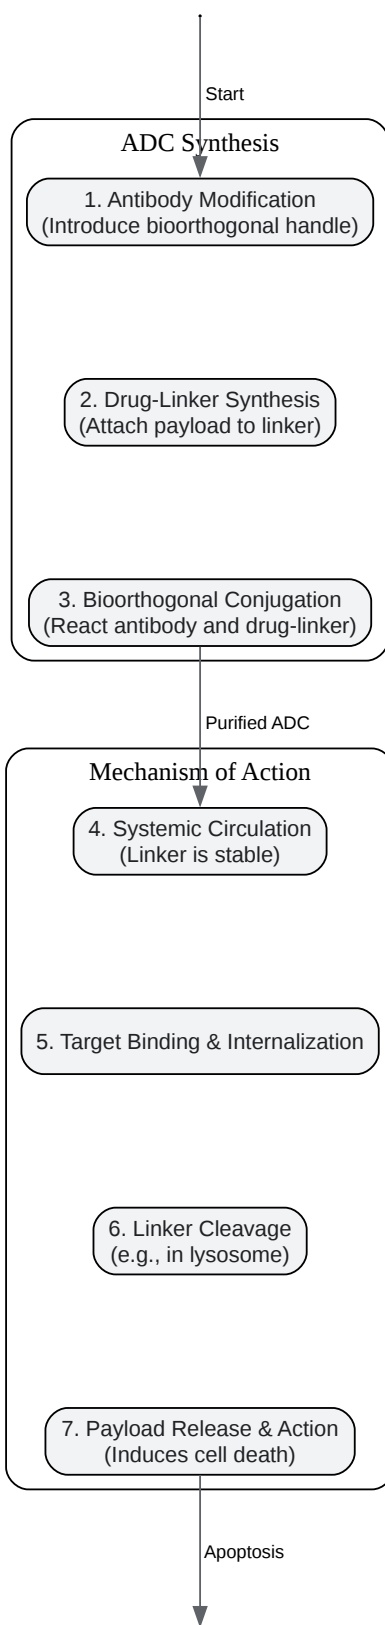 Start
ADC Synthesis
1. Antibody Modification
(Introduce bioorthogonal handle)
2. Drug-Linker Synthesis
(Attach payload to linker)
3. Bioorthogonal Conjugation
(React antibody and drug-linker)
Purified ADC
Mechanism of Action
4. Systemic Circulation
(Linker is stable)
5. Target Binding & Internalization
6. Linker Cleavage
(e.g., in lysosome)
7. Payload Release & Action
(Induces cell death)
Apoptosis